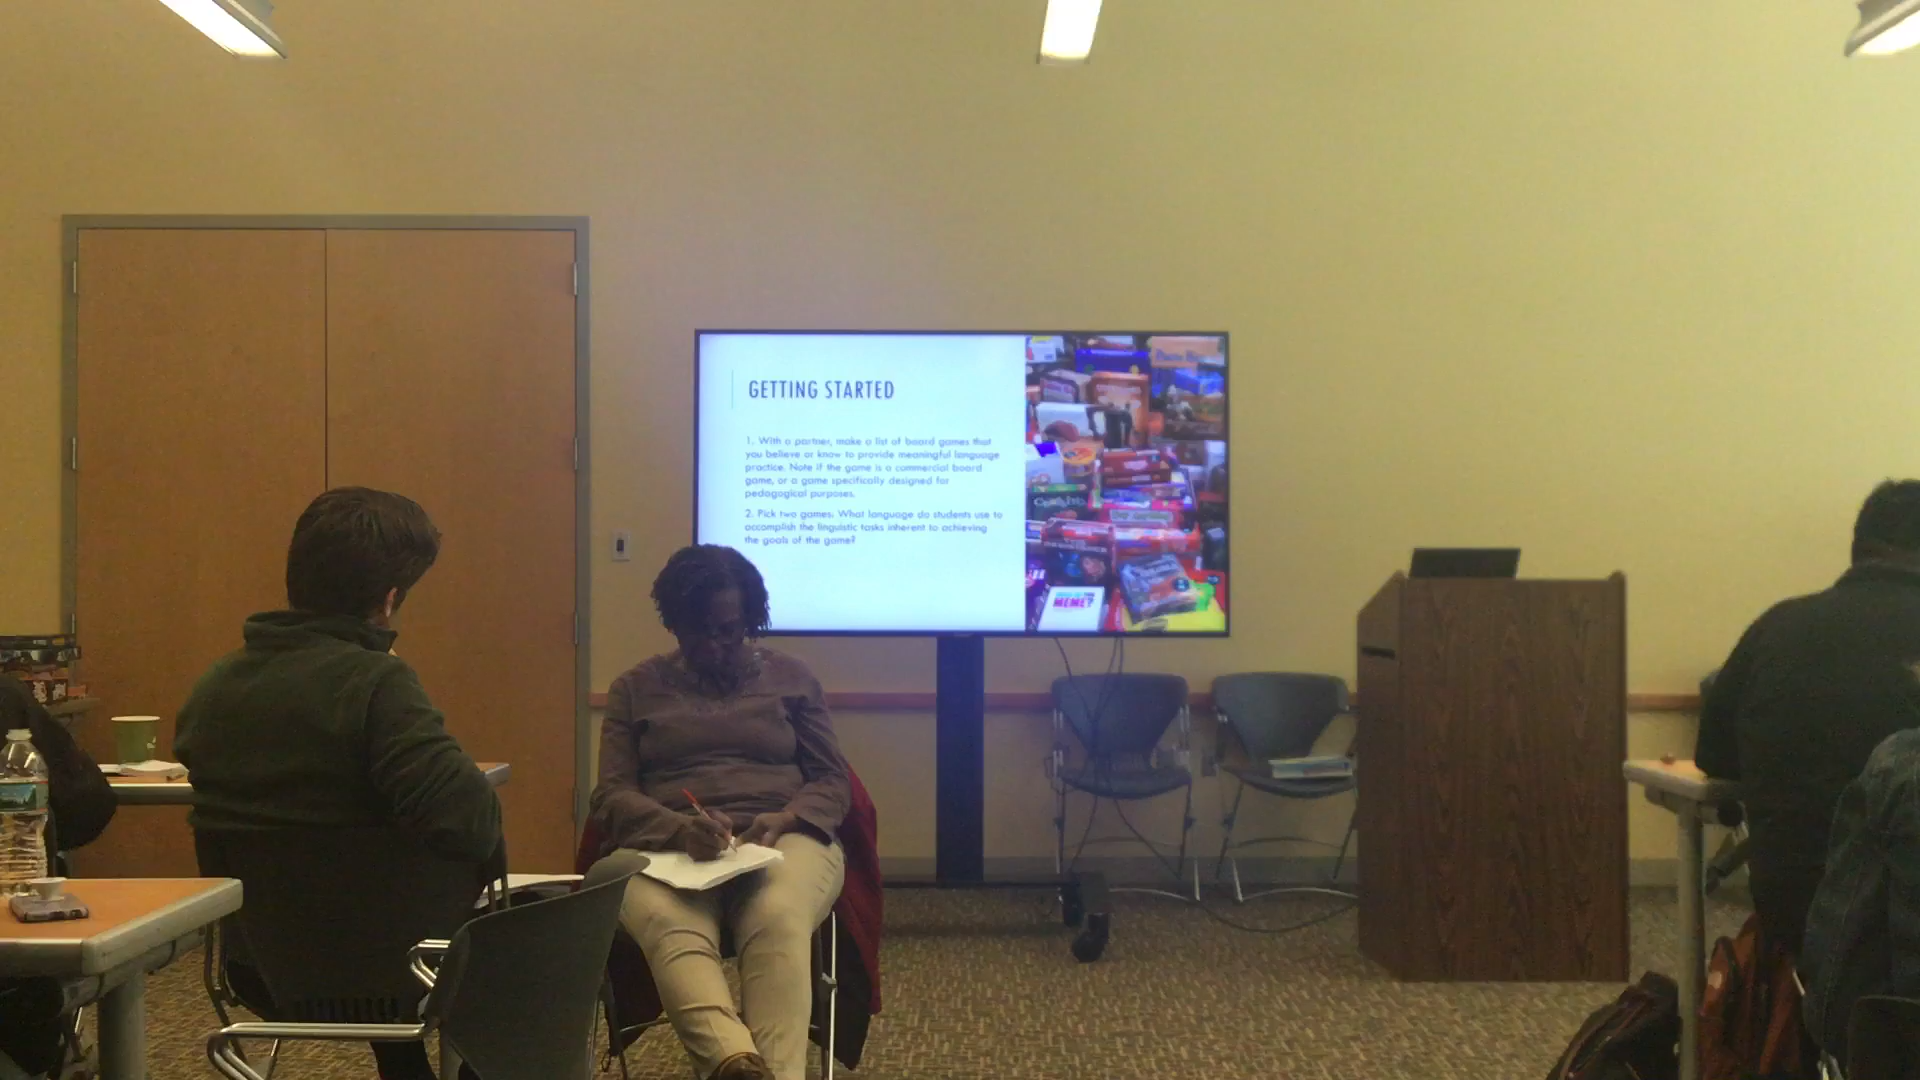 GETTING STARTED
1. With a partner, make a list of board games that
you believe or know to provide meaningful language
practice. Note if the game is a commercial board
game, or a game specifically designed for
pedagogical purposes.
2. Pick two games: What language do students use to
accomplish the linguistic tasks inherent to achieving
the goals of the game?
MEME?